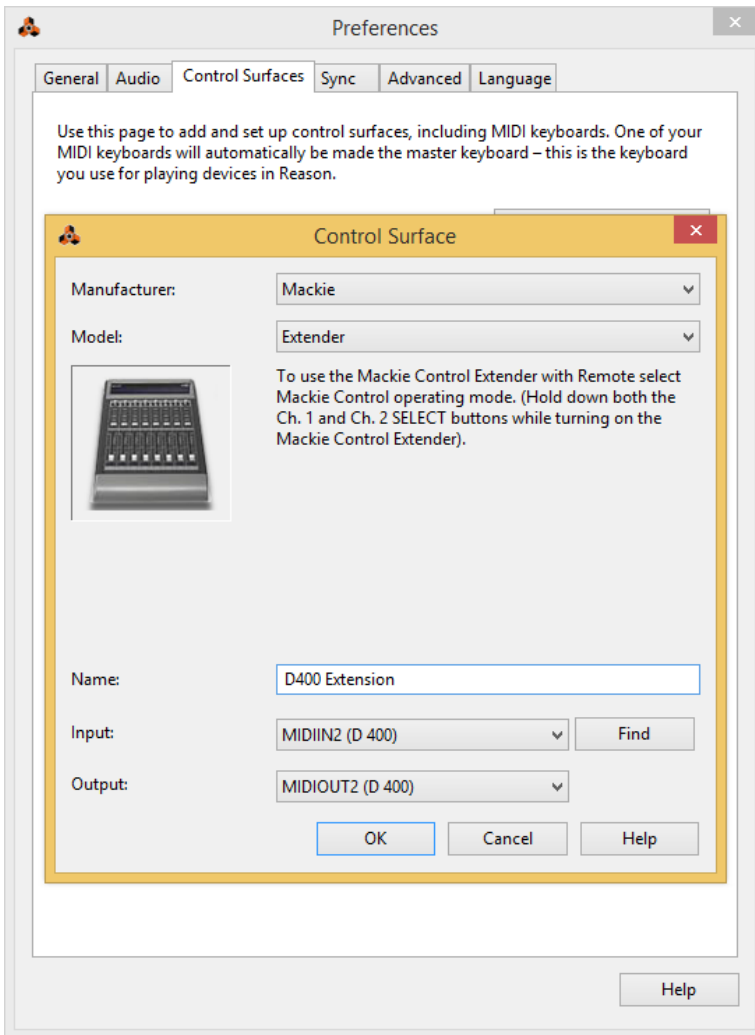 Preferences
General Audio Control Surfaces Sync Advanced Language
Use this page to add and set up control surfaces, including MIDI keyboards. One of your
MIDI keyboards will automatically be made the master keyboard – this is the keyboard
you use for playing devices in Reason.
Control Surface
Manufacturer: Mackie
Model: Extender
To use the Mackie Control Extender with Remote select
Mackie Control operating mode. (Hold down both the
Ch. 1 and Ch. 2 SELECT buttons while turning on the
Mackie Control Extender).
Name: D400 Extension
Input: MIDIIN2 (D 400) Find
Output: MIDIOUT2 (D 400)
OK Cancel Help
Help